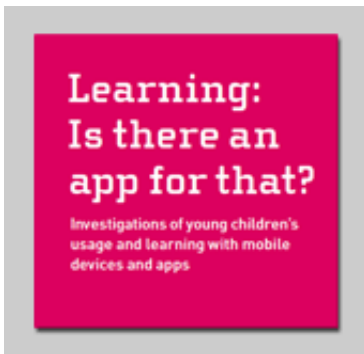 Learning:
Is there an
app for that?
Investigations of young children's
usage and learning with mobile
devices and apps